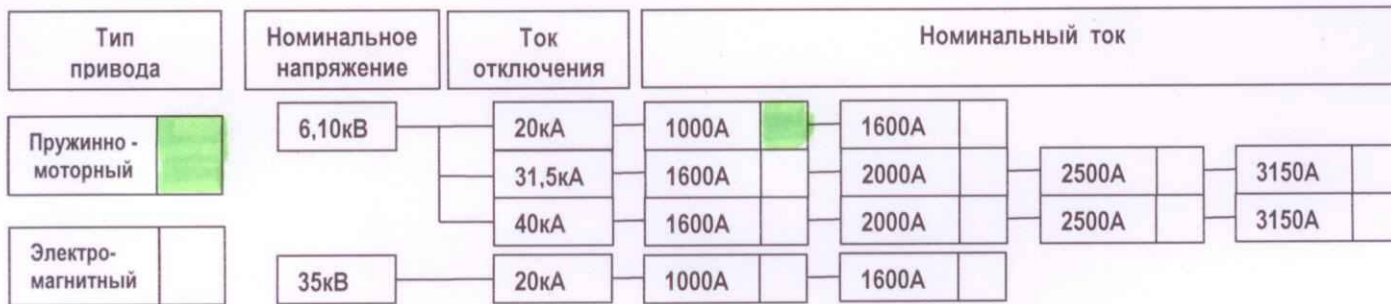 Тип
привода
Номинальное
напряжение
Ток
отключения
Номинальный ток
Пружинно -
моторный
6,10кВ
20кА
1000А
1600А
31,5кА
1600А
2000А
2500А
3150А
40кА
1600А
2000А
2500А
3150А
Электро-
магнитный
35кВ
20кА
1000А
1600А